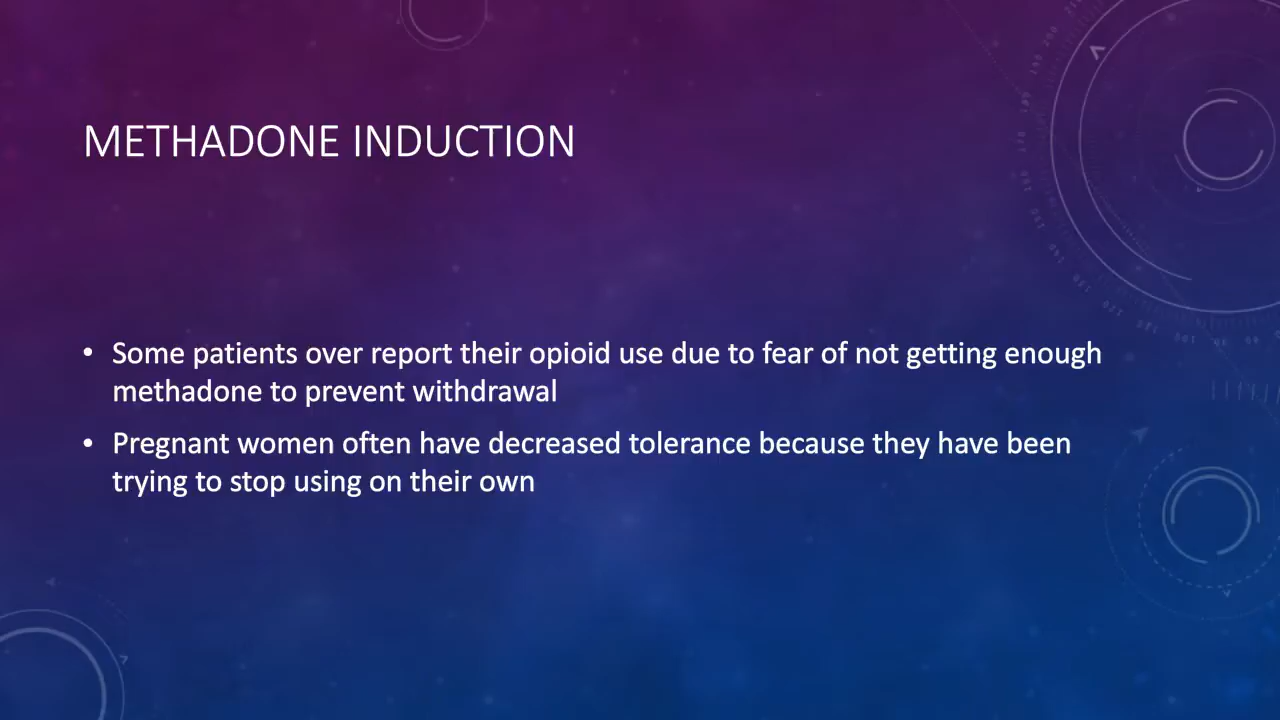 METHADONE INDUCTION
• Some patients over report their opioid use due to fear of not getting enough
methadone to prevent withdrawal
• Pregnant women often have decreased tolerance because they have been
trying to stop using on their own